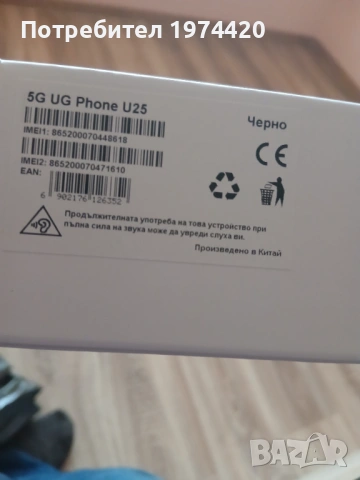 Потребител 1974420
5G UG Phone U25
Черно
IMEI1: 865200070448618
IMEI2: 865200070471610
EAN:
6 902176 126352
Продължителната употреба на това устройство при
пълна сила на звука може да увреди слуха ви.
Произведено в Китай
BAZAR